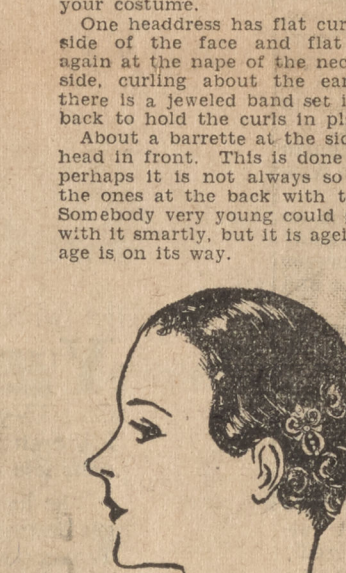 your costume.
One headdress has flat cur
side of the face and flat
again at the nape of the nec
side, curling about the ear
there is a jeweled band set i
back to hold the curls in pl
About a barrette at the sid
head in front. This is done
perhaps it is not always so
the ones at the back with t
Somebody very young could
with it smartly, but it is agei
age is on its way.